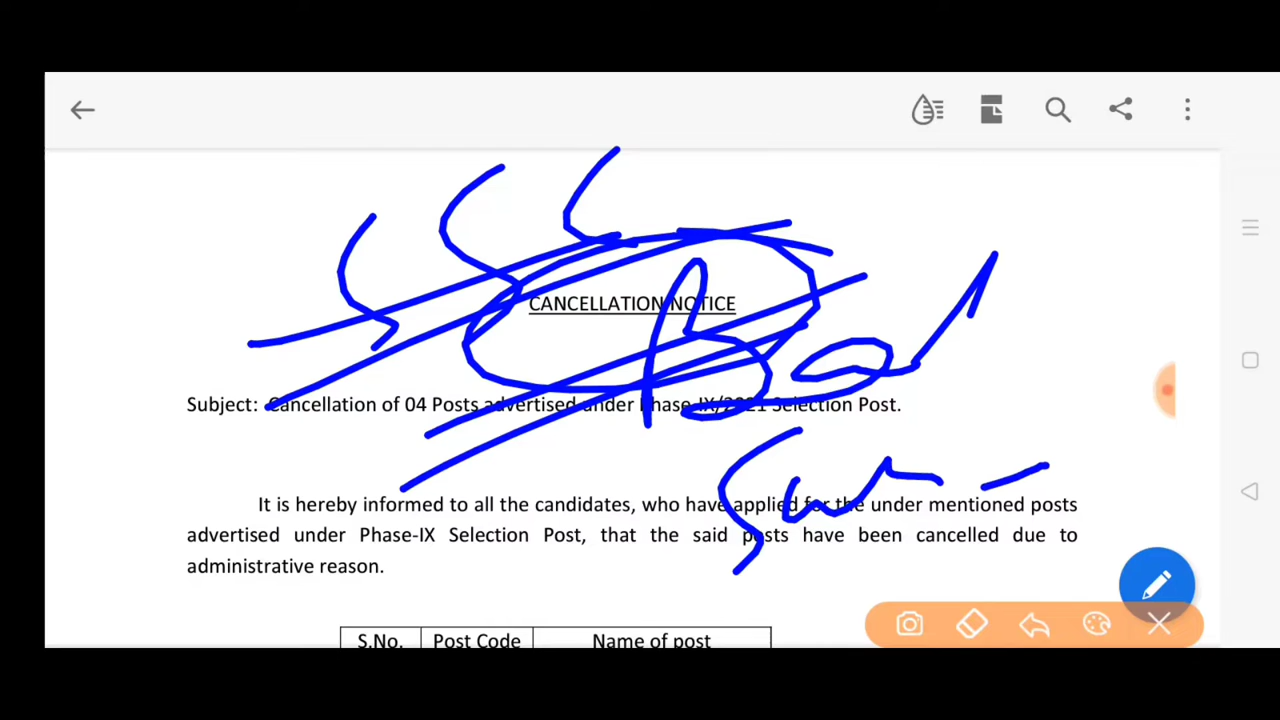 SSC
CANCELLATION NOTICE
Bad
Subject: Cancellation of 04 Posts advertised under Phase-IX/2021 Selection Post.
It is hereby informed to all the candidates, who have applied for the under mentioned posts
advertised under Phase-IX Selection Post, that the said posts have been cancelled due to
administrative reason.
S.No. Post Code Name of post